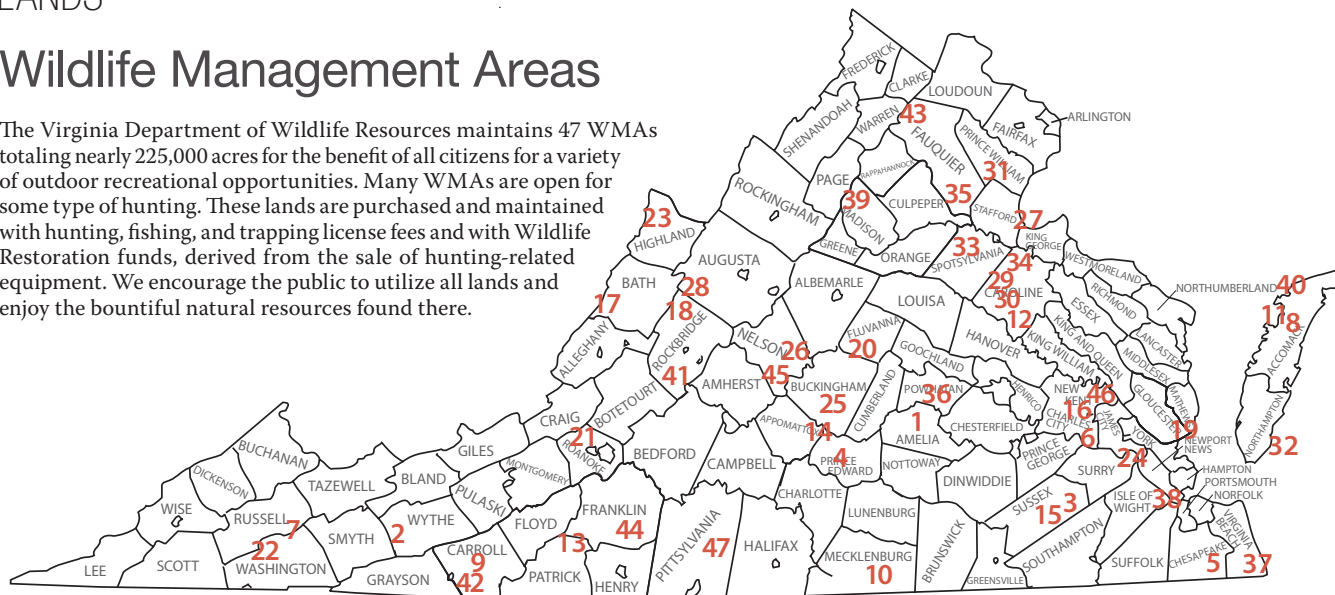 LANDS
Wildlife Management Areas
The Virginia Department of Wildlife Resources maintains 47 WMAs
totaling nearly 225,000 acres for the benefit of all citizens for a variety
of outdoor recreational opportunities. Many WMAs are open for
some type of hunting. These lands are purchased and maintained
with hunting, fishing, and trapping license fees and with Wildlife
Restoration funds, derived from the sale of hunting-related
equipment. We encourage the public to utilize all lands and
enjoy the bountiful natural resources found there.
FREDERICK
CLARKE
LOUDOUN
SHENANDOAH
WARREN
43
FAUQUIER
PRINCE WILLIAM
FAIRFAX
ARLINGTON
31
ROCKINGHAM
PAGE
RAPPAHANNOCK
39
MADISON
CULPEPER
35
STAFFORD
27
23
HIGHLAND
GREENE
ORANGE
33
SPOTSYLVANIA
KING
GEORGE
34
WESTMORELAND
AUGUSTA
BATH
28
17
18
ALBEMARLE
LOUISA
29
CAROLINE
30
12
RICHMOND
ESSEX
NORTHUMBERLAND
40
11
8
ACCOMACK
ALLEGHANY
ROCKBRIDGE
NELSON
26
FLUVANNA
20
GOOCHLAND
HANOVER
KING WILLIAM
KING AND QUEEN
LANCASTER
MIDDLESEX
41
AMHERST
45
BUCKINGHAM
25
CUMBERLAND
POWHATAN
36
HENRICO
NEW
KENT
46
16
CHARLES
CITY
JAMES
CITY
GLOUCESTER
MATHEWS
NORTHAMPTON
32
CRAIG
BOTETOURT
APPOMATTOX
14
1
AMELIA
CHESTERFIELD
6
YORK
19
NEWPORT
NEWS
21
ROANOKE
BEDFORD
CAMPBELL
4
PRINCE
EDWARD
NOTTOWAY
PRINCE
GEORGE
SURRY
24
HAMPTON
PORTSMOUTH
NORFOLK
BUCHANAN
DICKENSON
TAZEWELL
BLAND
GILES
MONTGOMERY
PULASKI
CHARLOTTE
DINWIDDIE
SUSSEX
3
15
ISLE OF
WIGHT
38
WISE
RUSSELL
7
22
SMYTH
2
WYTHE
FLOYD
FRANKLIN
44
13
PITTSYLVANIA
47
HALIFAX
LUNENBURG
MECKLENBURG
10
BRUNSWICK
GREENSVILLE
SOUTHAMPTON
SUFFOLK
CHESAPEAKE
5
VIRGINIA
BEACH
37
LEE
SCOTT
WASHINGTON
GRAYSON
CARROLL
9
42
PATRICK
HENRY